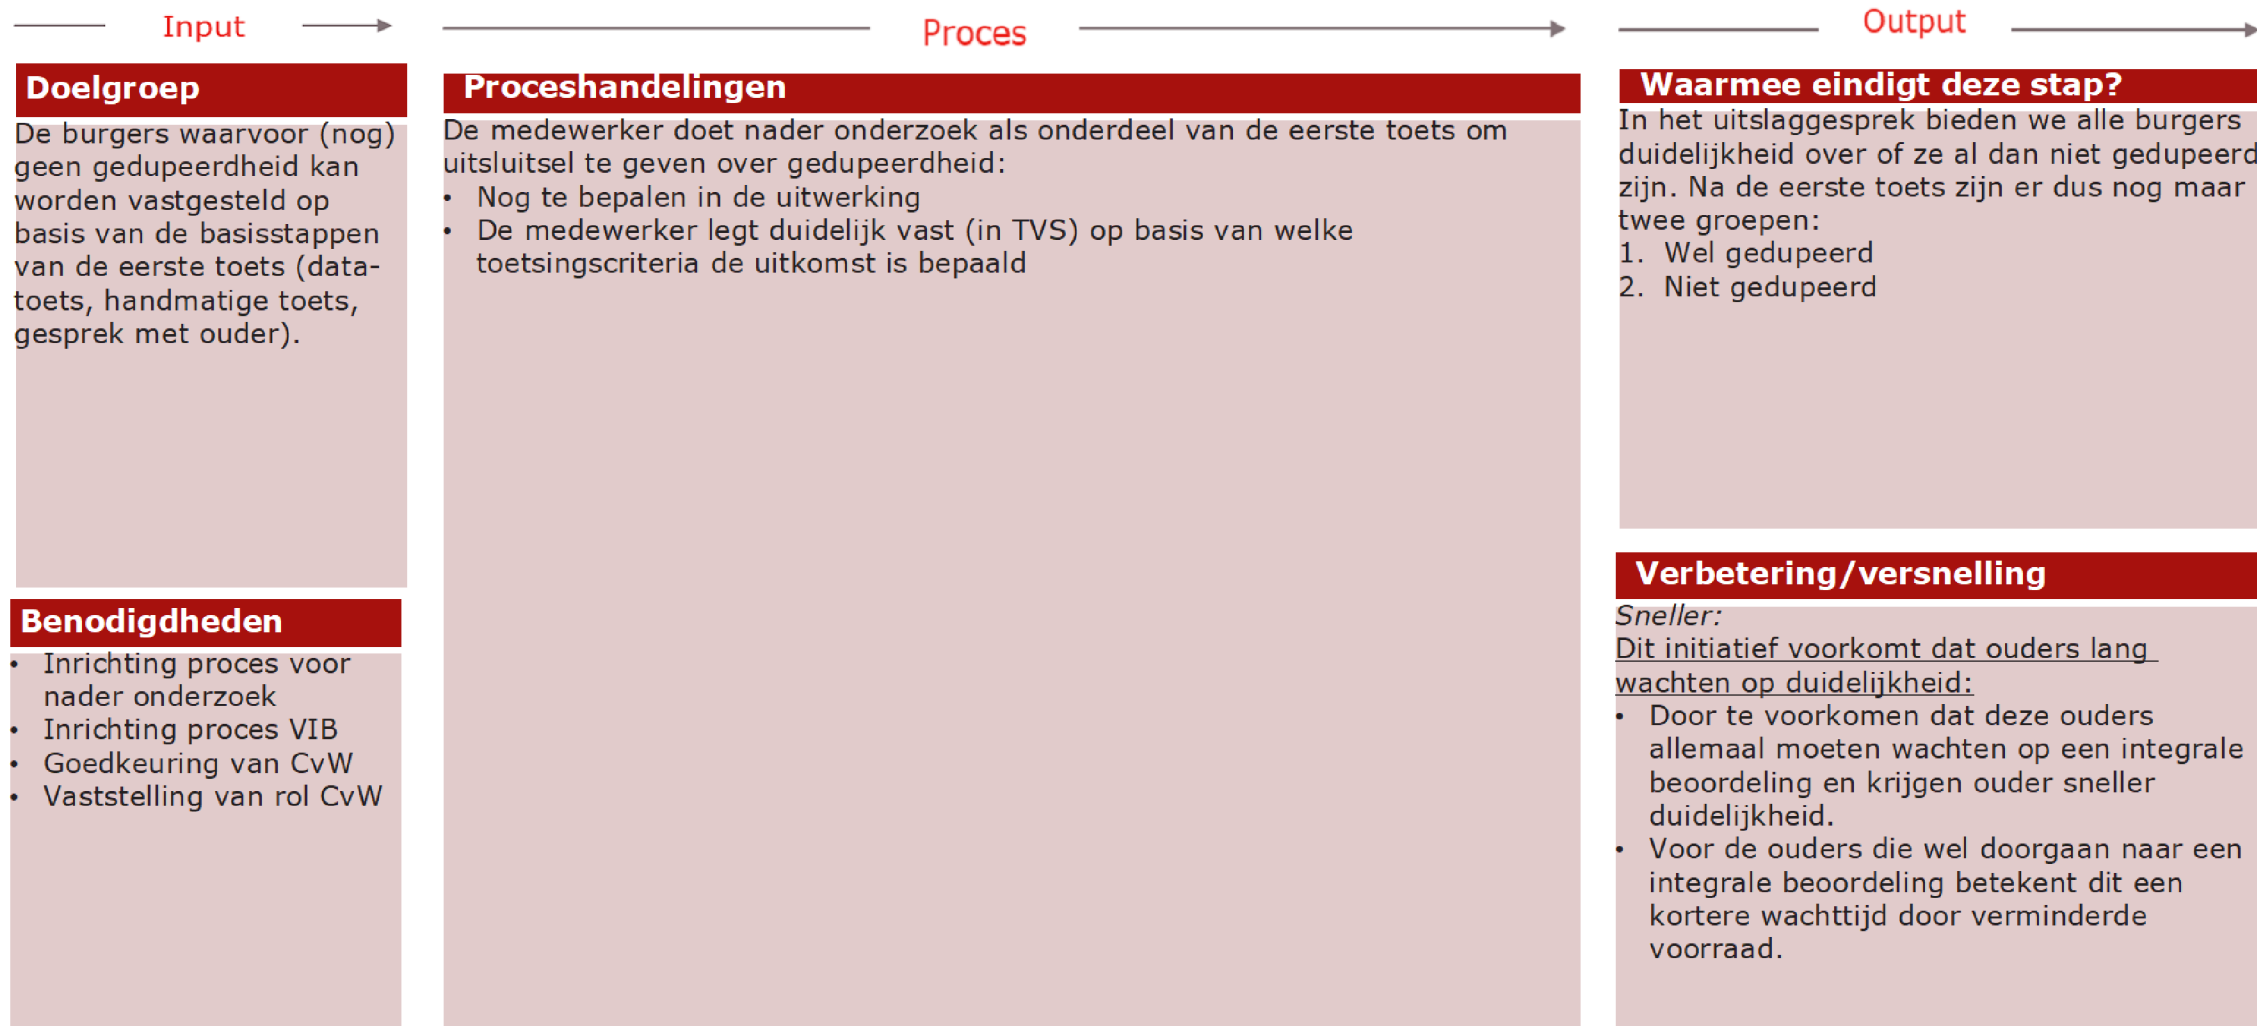 Input
Proces
Output
Doelgroep
De burgers waarvoor (nog)
geen gedupeerdheid kan
worden vastgesteld op
basis van de basisstappen
van de eerste toets (data-
toets, handmatige toets,
gesprek met ouder).
Benodigdheden
• Inrichting proces voor
nader onderzoek
• Inrichting proces VIB
• Goedkeuring van CvW
• Vaststelling van rol CvW
Proceshandelingen
De medewerker doet nader onderzoek als onderdeel van de eerste toets om
uitsluitsel te geven over gedupeerdheid:
• Nog te bepalen in de uitwerking
• De medewerker legt duidelijk vast (in TVS) op basis van welke
toetsingscriteria de uitkomst is bepaald
Waarmee eindigt deze stap?
In het uitslaggesprek bieden we alle burgers
duidelijkheid over of ze al dan niet gedupeerd
zijn. Na de eerste toets zijn er dus nog maar
twee groepen:
1. Wel gedupeerd
2. Niet gedupeerd
Verbetering/versnelling
Sneller:
Dit initiatief voorkomt dat ouders lang
wachten op duidelijkheid:
• Door te voorkomen dat deze ouders
allemaal moeten wachten op een integrale
beoordeling en krijgen ouder sneller
duidelijkheid.
• Voor de ouders die wel doorgaan naar een
integrale beoordeling betekent dit een
kortere wachttijd door verminderde
voorraad.